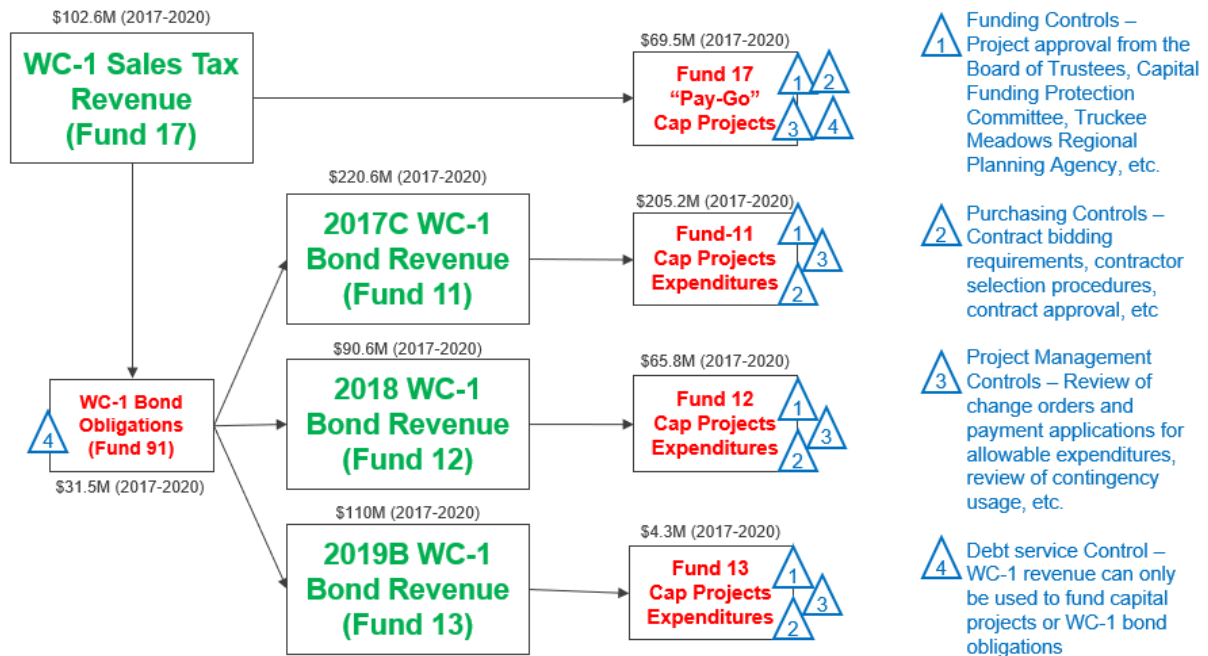 $102.6M (2017-2020)
WC-1 Sales Tax
Revenue
(Fund 17)
$69.5M (2017-2020)
Fund 17
“Pay-Go”
Cap Projects
1
2
3
4
$220.6M (2017-2020)
2017C WC-1
Bond Revenue
(Fund 11)
$205.2M (2017-2020)
Fund-11
Cap Projects
Expenditures
1
3
2
WC-1 Bond
Obligations
(Fund 91)
4
$31.5M (2017-2020)
$90.6M (2017-2020)
2018 WC-1
Bond Revenue
(Fund 12)
$65.8M (2017-2020)
Fund 12
Cap Projects
Expenditures
1
3
2
$110M (2017-2020)
2019B WC-1
Bond Revenue
(Fund 13)
$4.3M (2017-2020)
Fund 13
Cap Projects
Expenditures
1
3
2
1
Funding Controls –
Project approval from the
Board of Trustees, Capital
Funding Protection
Committee, Truckee
Meadows Regional
Planning Agency, etc.
2
Purchasing Controls –
Contract bidding
requirements, contractor
selection procedures,
contract approval, etc
3
Project Management
Controls – Review of
change orders and
payment applications for
allowable expenditures,
review of contingency
usage, etc.
4
Debt service Control –
WC-1 revenue can only
be used to fund capital
projects or WC-1 bond
obligations